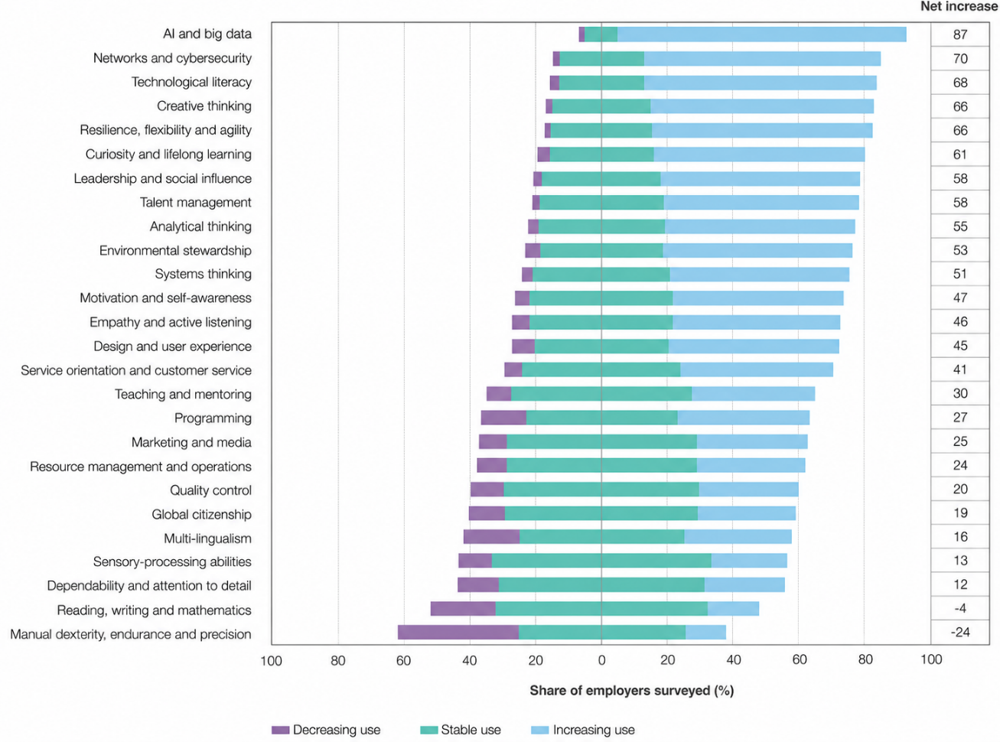 Net increase
AI and big data 87
Networks and cybersecurity 70
Technological literacy 68
Creative thinking 66
Resilience, flexibility and agility 66
Curiosity and lifelong learning 61
Leadership and social influence 58
Talent management 58
Analytical thinking 55
Environmental stewardship 53
Systems thinking 51
Motivation and self-awareness 47
Empathy and active listening 46
Design and user experience 45
Service orientation and customer service 41
Teaching and mentoring 30
Programming 27
Marketing and media 25
Resource management and operations 24
Quality control 20
Global citizenship 19
Multi-lingualism 16
Sensory-processing abilities 13
Dependability and attention to detail 12
Reading, writing and mathematics -4
Manual dexterity, endurance and precision -24
100 80 60 40 20 0 20 40 60 80 100
Share of employers surveyed (%)
Decreasing use Stable use Increasing use